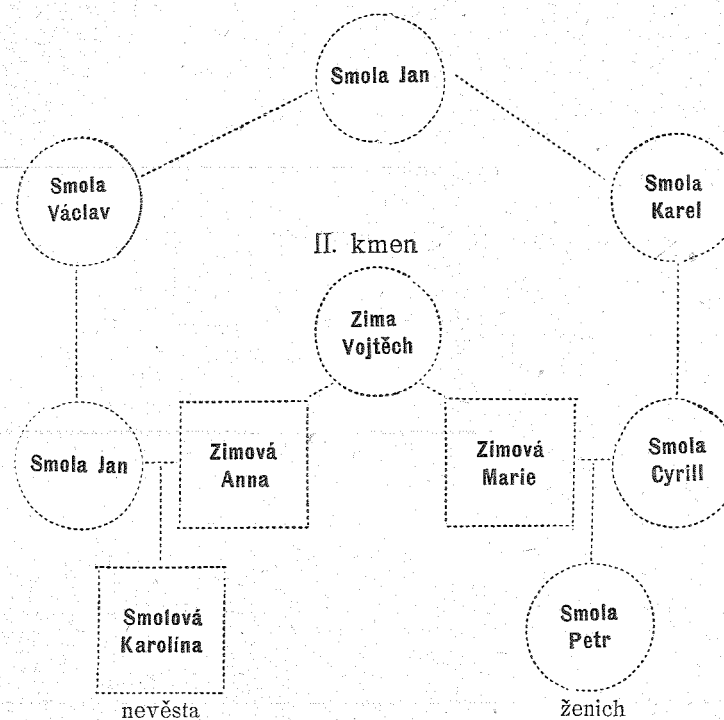 Smola Jan
Smola
Václav
Smola
Karel
II. kmen
Zima
Vojtěch
Smola Jan
Zimová
Anna
Zimová
Marie
Smola
Cyrill
Smolová
Karolína
Smola
Petr
nevěsta
ženich